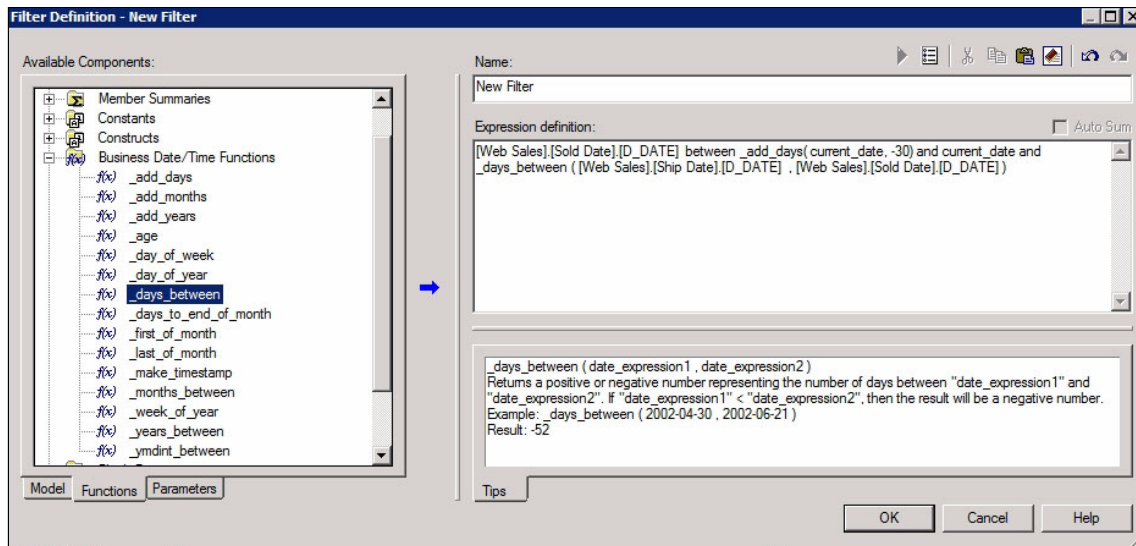 Filter Definition - New Filter
Available Components:
Member Summaries
Constants
Constructs
Business Date/Time Functions
f(x) _add_days
f(x) _add_months
f(x) _add_years
f(x) _age
f(x) _day_of_week
f(x) _day_of_year
f(x) _days_between
f(x) _days_to_end_of_month
f(x) _first_of_month
f(x) _last_of_month
f(x) _make_timestamp
f(x) _months_between
f(x) _week_of_year
f(x) _years_between
f(x) _ymdint_between
Model Functions Parameters
Name:
New Filter
Expression definition:
Auto Sum
[Web Sales].[Sold Date].[D_DATE] between _add_days( current_date, -30) and current_date and
_days_between ( [Web Sales].[Ship Date].[D_DATE] , [Web Sales].[Sold Date].[D_DATE] )
_days_between ( date_expression1 , date_expression2 )
Returns a positive or negative number representing the number of days between "date_expression1" and
"date_expression2". If "date_expression1" < "date_expression2", then the result will be a negative number.
Example: _days_between ( 2002-04-30 , 2002-06-21 )
Result: -52
Tips
OK Cancel Help